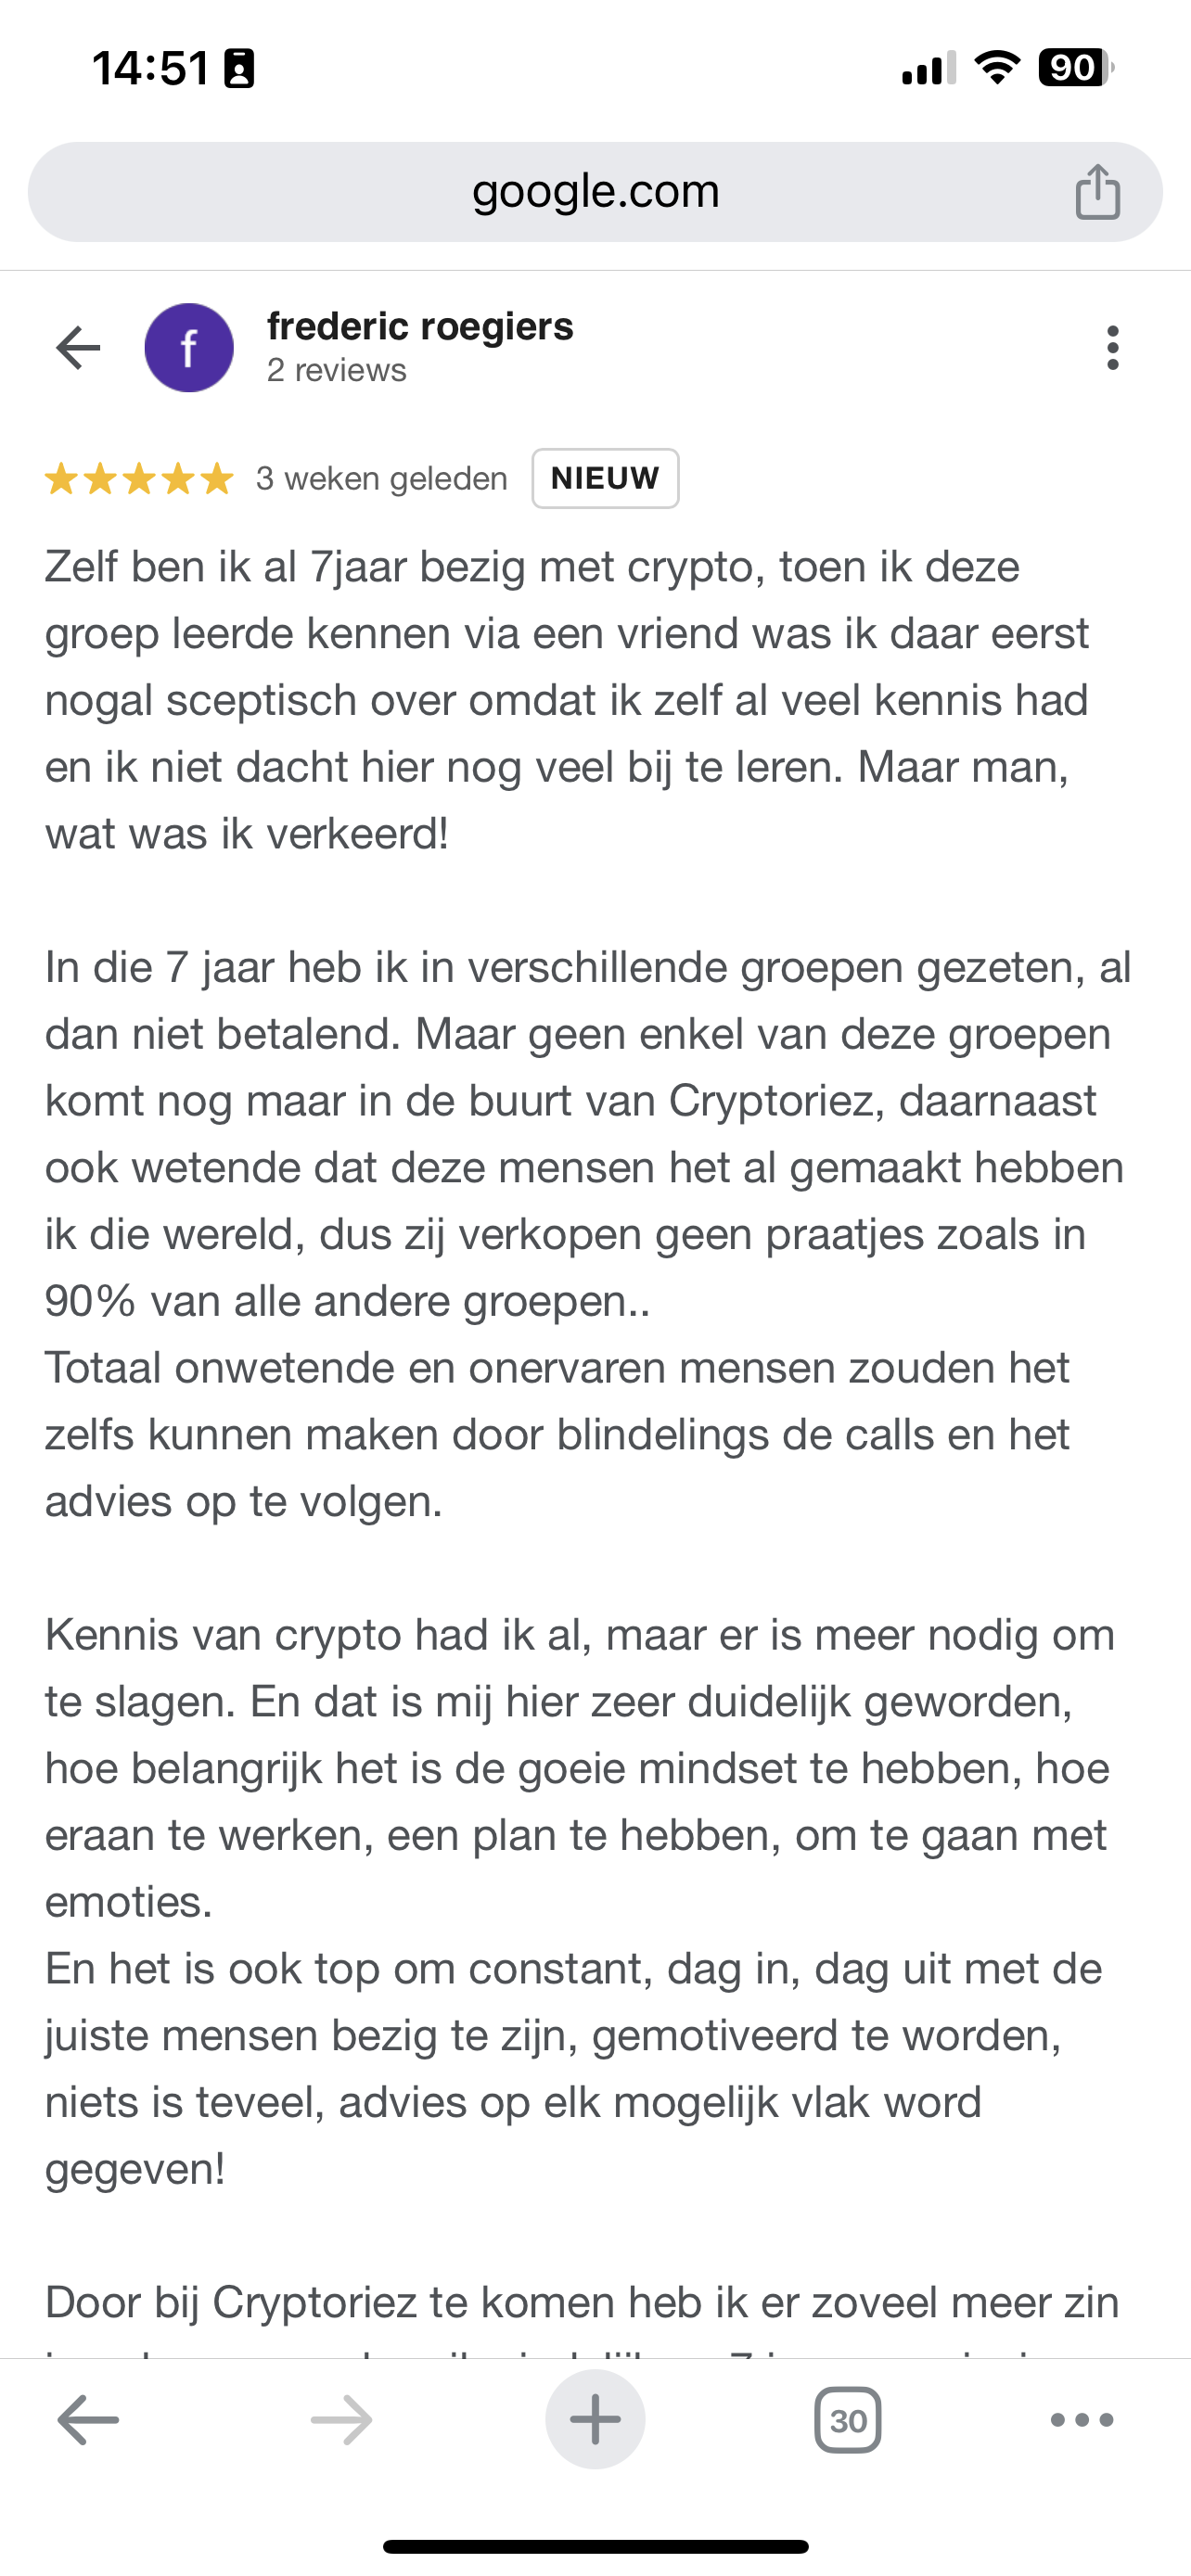 14:51
90
google.com
f
frederic roegiers
2 reviews
3 weken geleden NIEUW
Zelf ben ik al 7jaar bezig met crypto, toen ik deze
groep leerde kennen via een vriend was ik daar eerst
nogal sceptisch over omdat ik zelf al veel kennis had
en ik niet dacht hier nog veel bij te leren. Maar man,
wat was ik verkeerd!
In die 7 jaar heb ik in verschillende groepen gezeten, al
dan niet betalend. Maar geen enkel van deze groepen
komt nog maar in de buurt van Cryptoriez, daarnaast
ook wetende dat deze mensen het al gemaakt hebben
ik die wereld, dus zij verkopen geen praatjes zoals in
90% van alle andere groepen..
Totaal onwetende en onervaren mensen zouden het
zelfs kunnen maken door blindelings de calls en het
advies op te volgen.
Kennis van crypto had ik al, maar er is meer nodig om
te slagen. En dat is mij hier zeer duidelijk geworden,
hoe belangrijk het is de goeie mindset te hebben, hoe
eraan te werken, een plan te hebben, om te gaan met
emoties.
En het is ook top om constant, dag in, dag uit met de
juiste mensen bezig te zijn, gemotiveerd te worden,
niets is teveel, advies op elk mogelijk vlak word
gegeven!
Door bij Cryptoriez te komen heb ik er zoveel meer zin
30